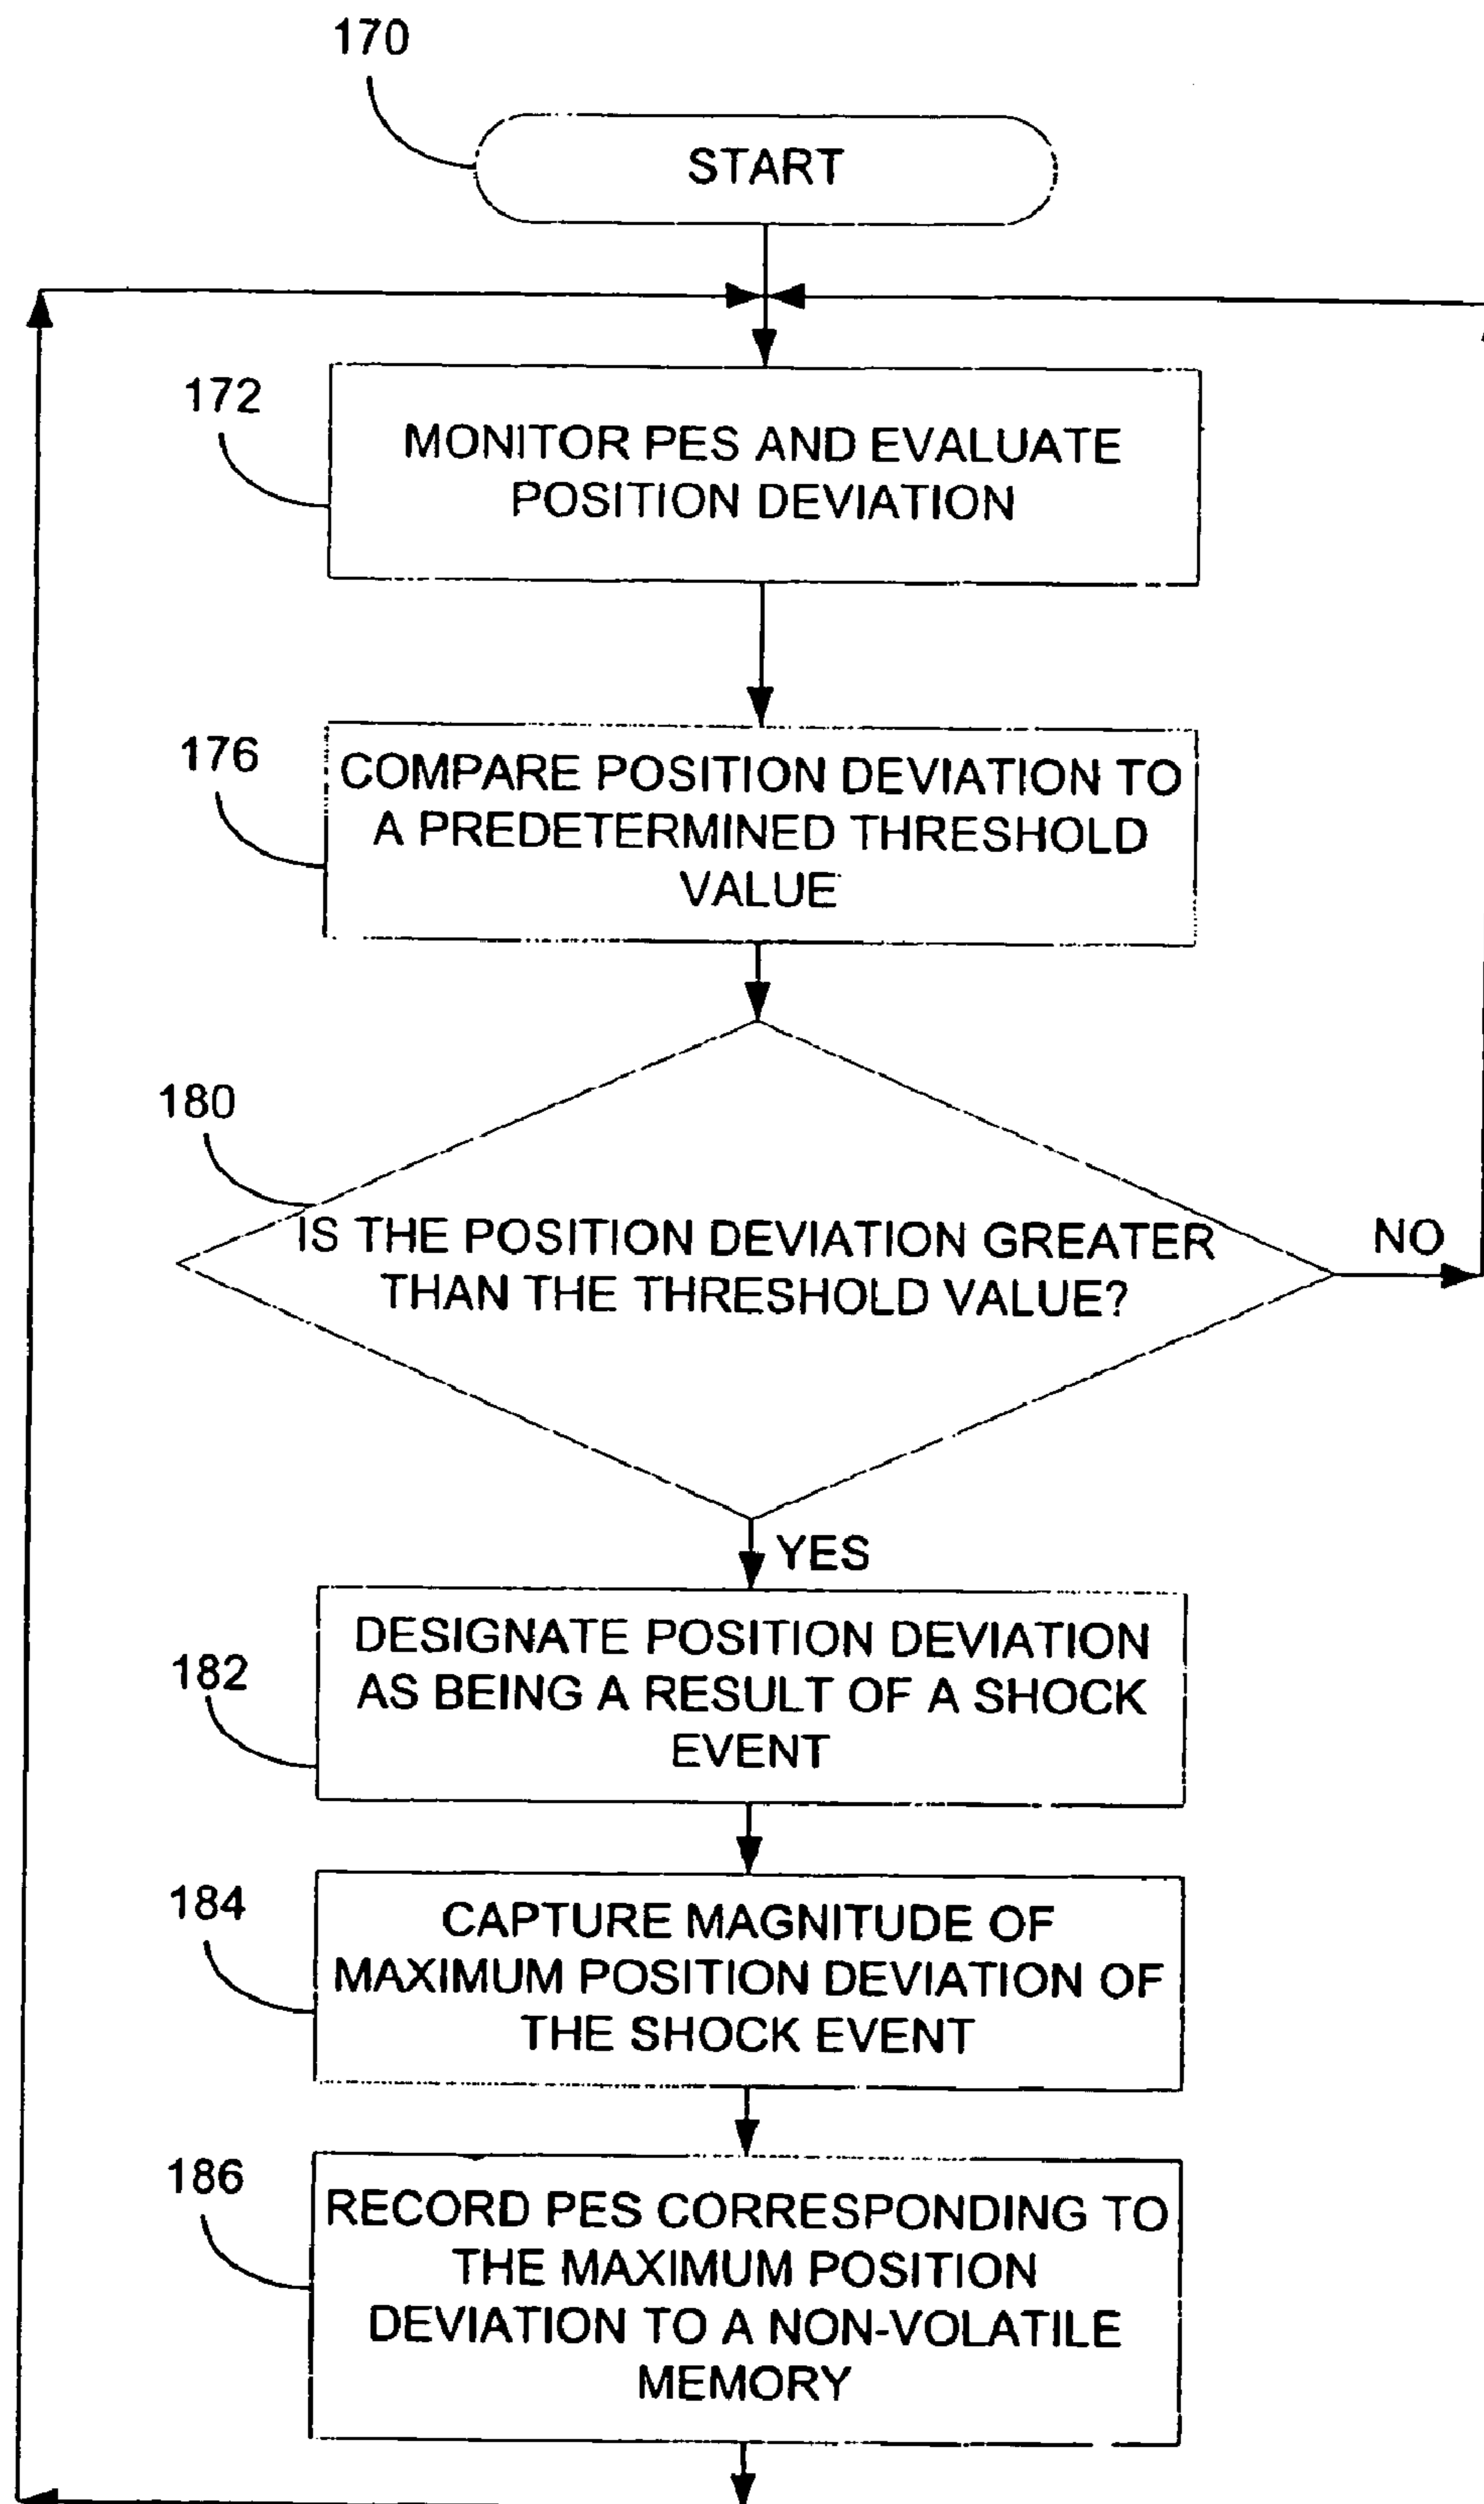 170
START
172
MONITOR PES AND EVALUATE
POSITION DEVIATION
176
COMPARE POSITION DEVIATION TO
A PREDETERMINED THRESHOLD
VALUE
180
IS THE POSITION DEVIATION GREATER
THAN THE THRESHOLD VALUE?
NO
YES
182
DESIGNATE POSITION DEVIATION
AS BEING A RESULT OF A SHOCK
EVENT
184
CAPTURE MAGNITUDE OF
MAXIMUM POSITION DEVIATION OF
THE SHOCK EVENT
186
RECORD PES CORRESPONDING TO
THE MAXIMUM POSITION
DEVIATION TO A NON-VOLATILE
MEMORY